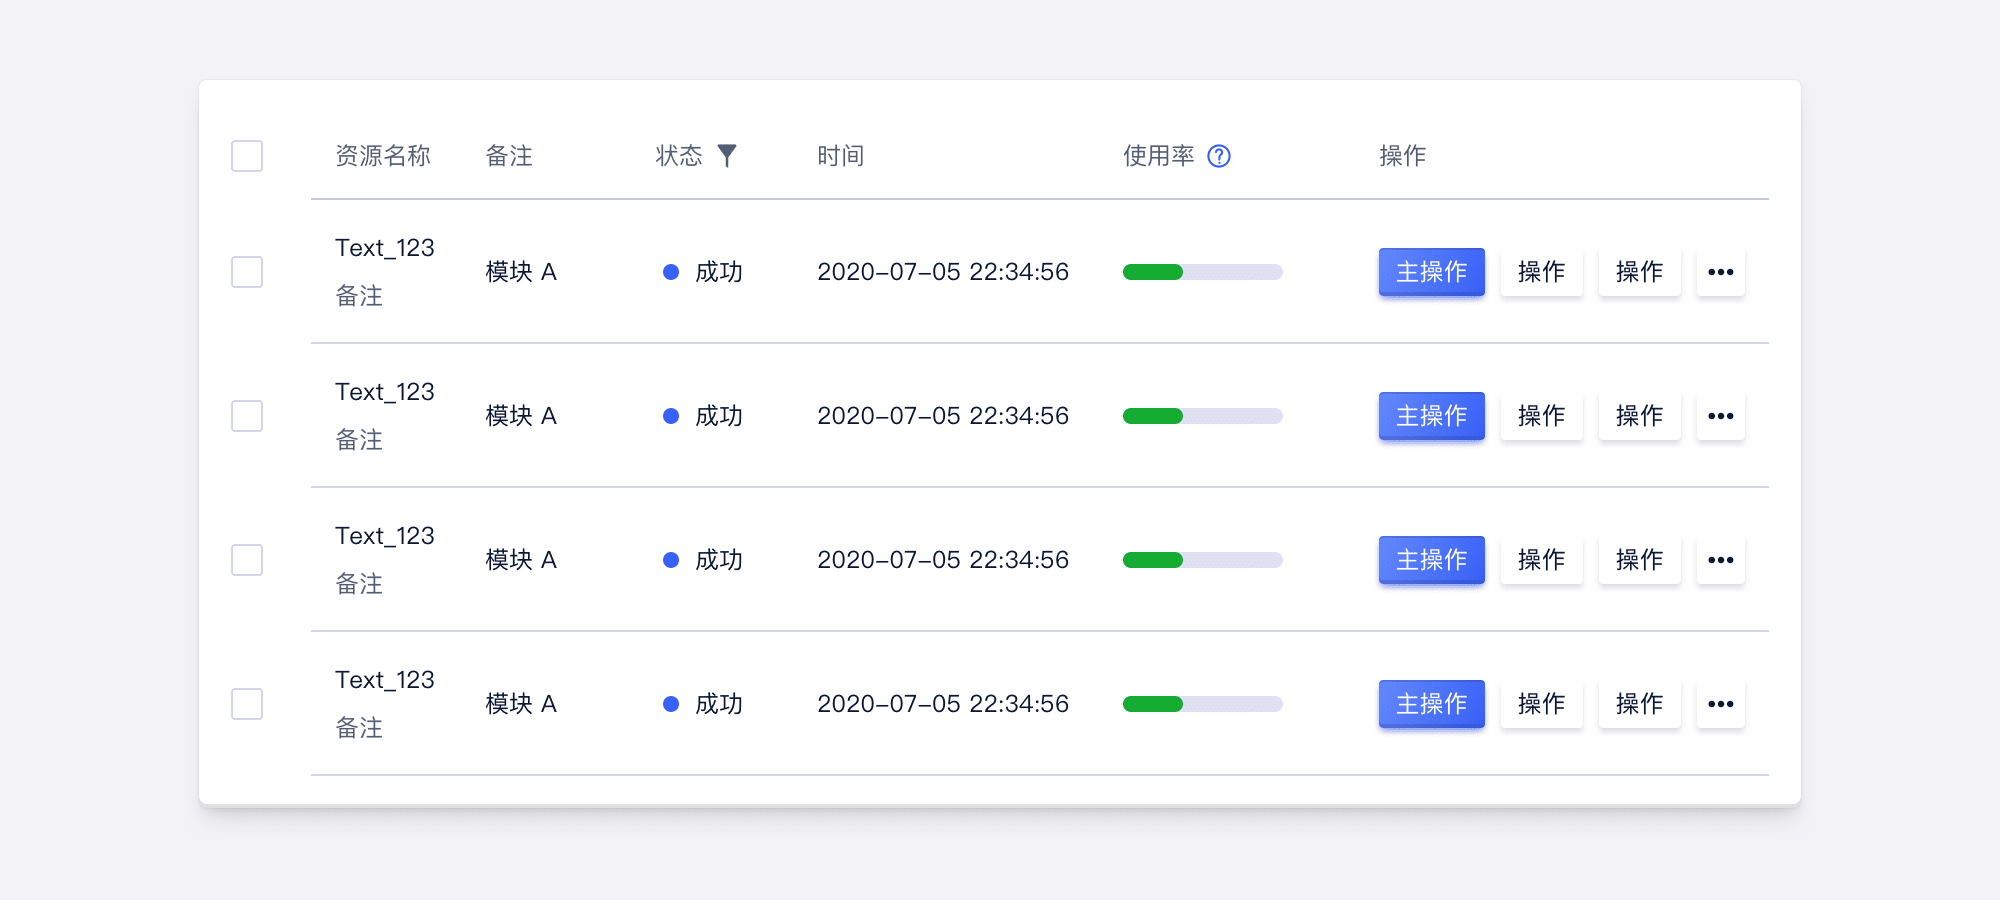 资源名称 备注 状态 时间 使用率 ? 操作
Text_123
备注
模块 A 成功 2020-07-05 22:34:56 主操作 操作 操作 •••
Text_123
备注
模块 A 成功 2020-07-05 22:34:56 主操作 操作 操作 •••
Text_123
备注
模块 A 成功 2020-07-05 22:34:56 主操作 操作 操作 •••
Text_123
备注
模块 A 成功 2020-07-05 22:34:56 主操作 操作 操作 •••